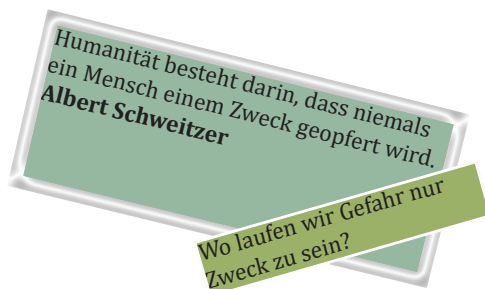 Humanität besteht darin, dass niemals
ein Mensch einem Zweck geopfert wird.
Albert Schweitzer
Wo laufen wir Gefahr nur
Zweck zu sein?